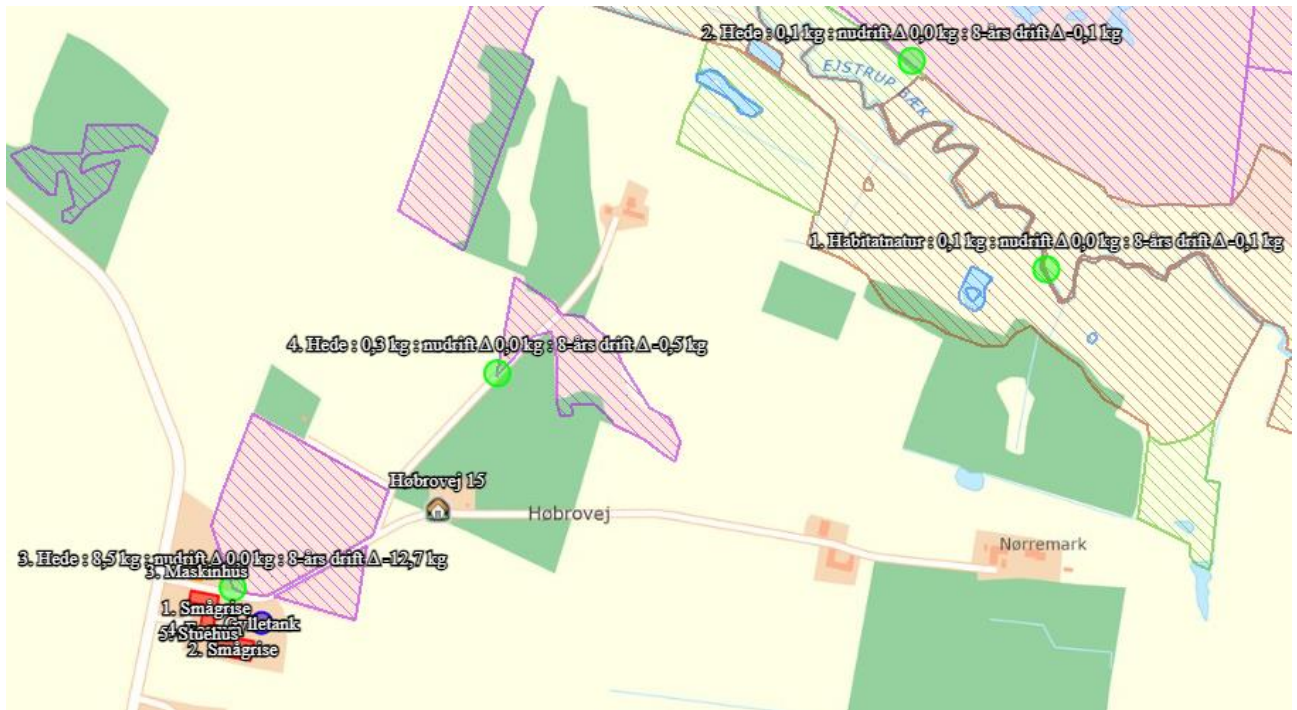 2. Hede : 0,1 kg : nudrift Δ 0,0 kg : 8-års drift Δ -0,1 kg
EJSTRUP BÆK
1. Habitatnatur : 0,1 kg : nudrift Δ 0,0 kg : 8-års drift Δ -0,1 kg
4. Hede : 0,3 kg : nudrift Δ 0,0 kg : 8-års drift Δ -0,5 kg
Høbrovej 15
Høbrovej
Nørremark
3. Hede : 8,5 kg : nudrift Δ 0,0 kg : 8-års drift Δ -12,7 kg
3. Maskinhus
1. Smågrise
Gylletank
5. Stuehus
2. Smågrise